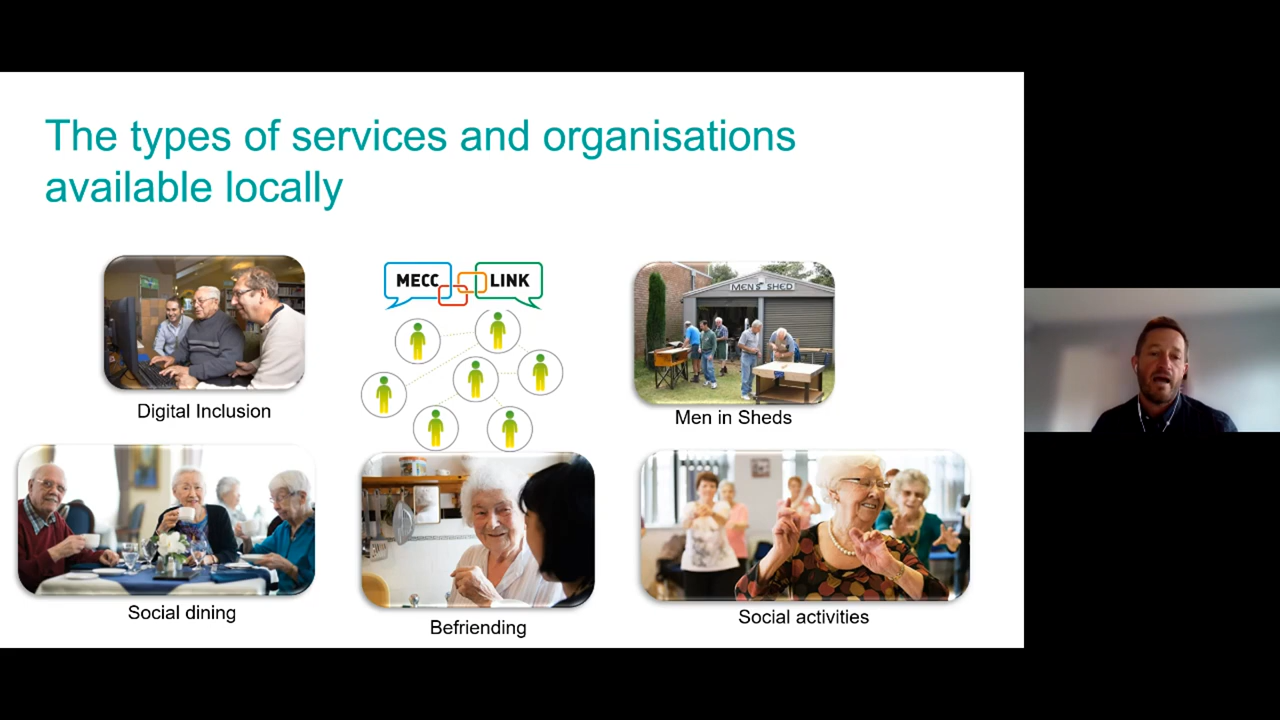 The types of services and organisations
available locally
MECC LINK
MEN'S SHED
Digital Inclusion
Men in Sheds
Social dining
Befriending
Social activities